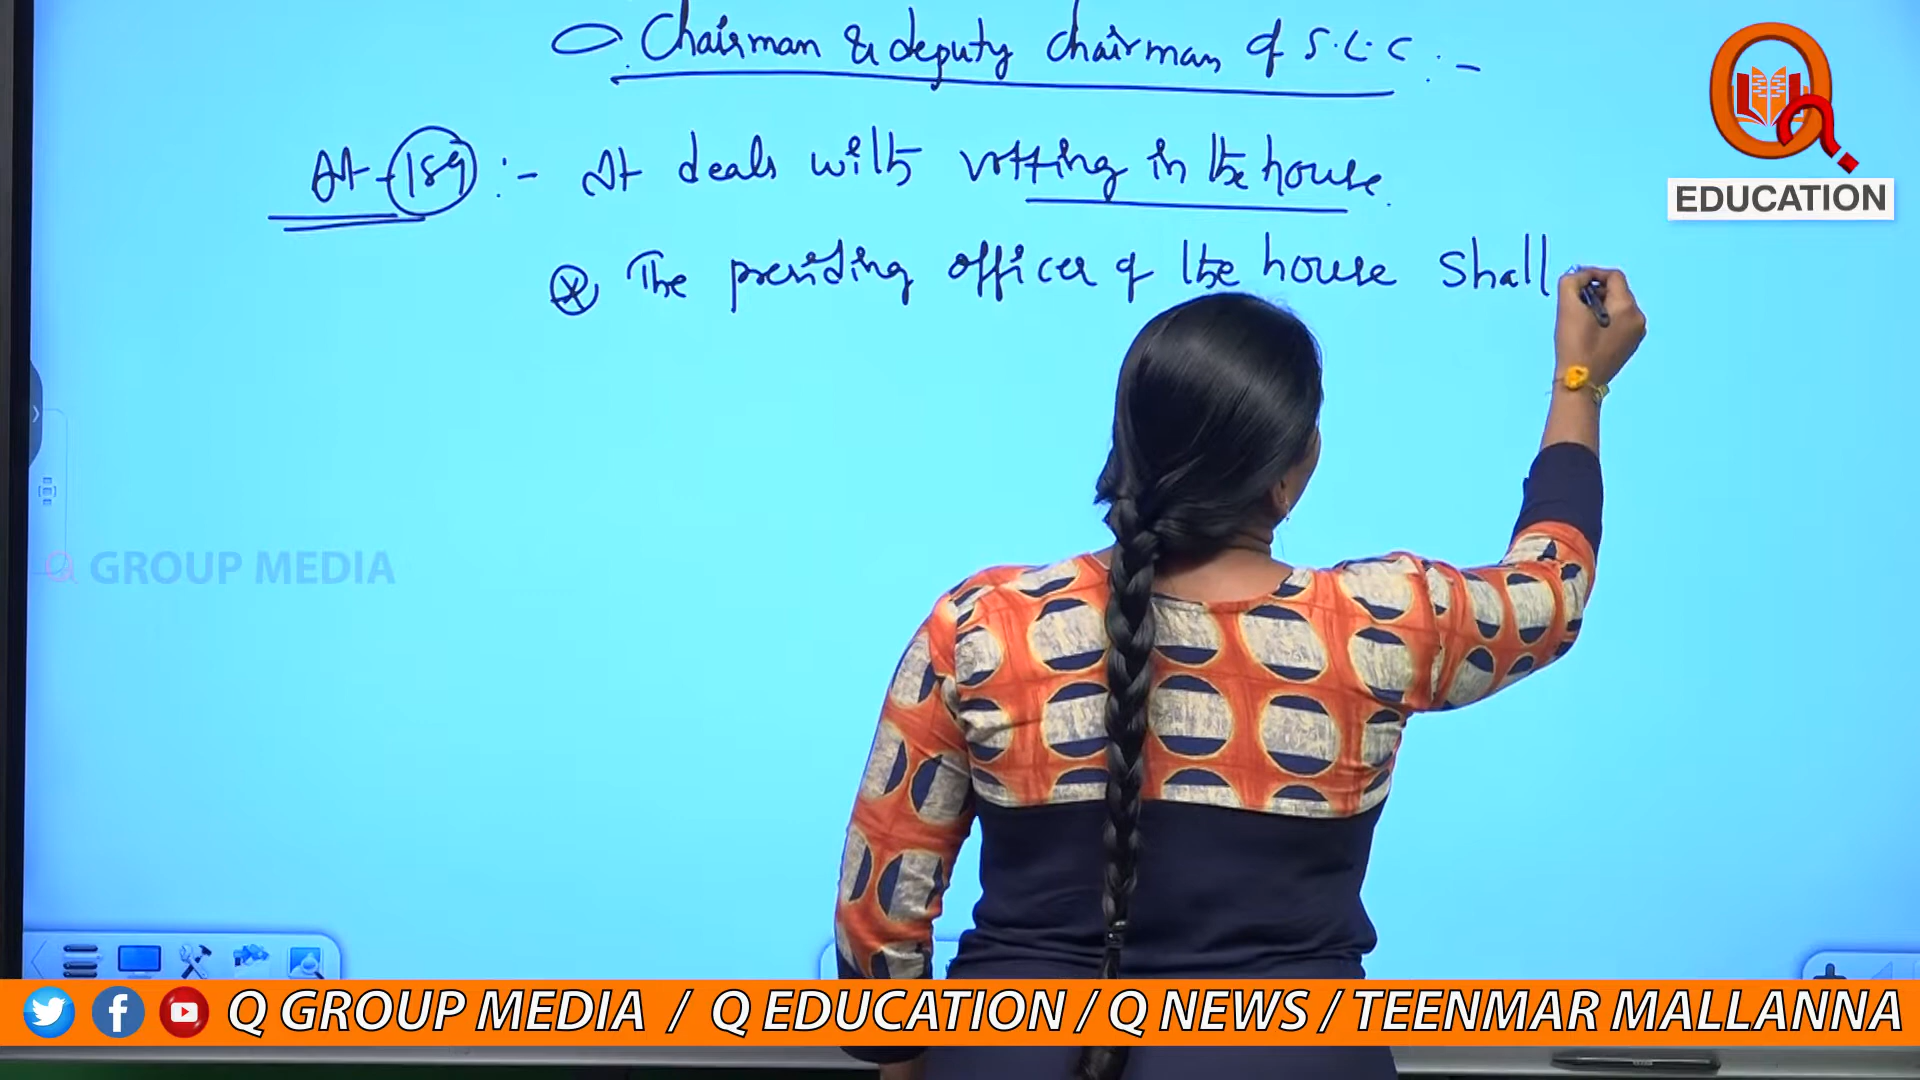 Chairman & deputy chairman of S.L.C :-
At-189 :- It deals with votting in the house.
The presiding officer of the house shall
EDUCATION
Q GROUP MEDIA
Q GROUP MEDIA / Q EDUCATION / Q NEWS / TEENMAR MALLANNA